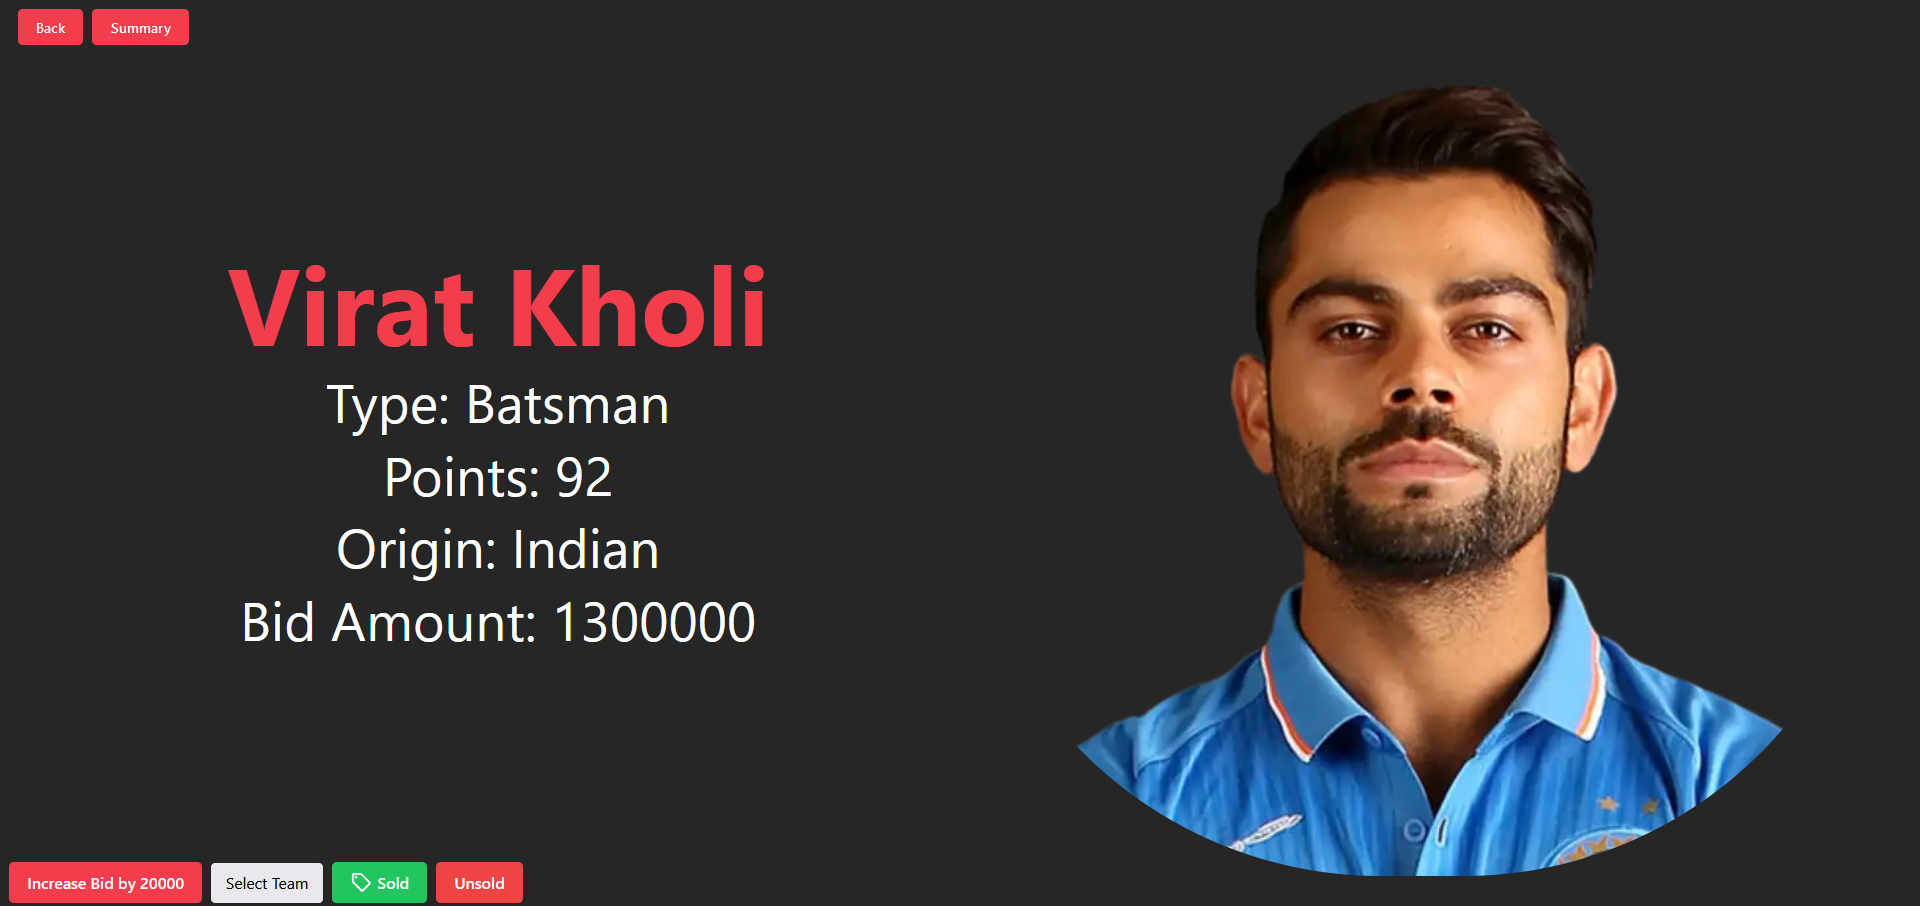 Back
Summary
Virat Kholi
Type: Batsman
Points: 92
Origin: Indian
Bid Amount: 1300000
Increase Bid by 20000
Select Team
Sold
Unsold